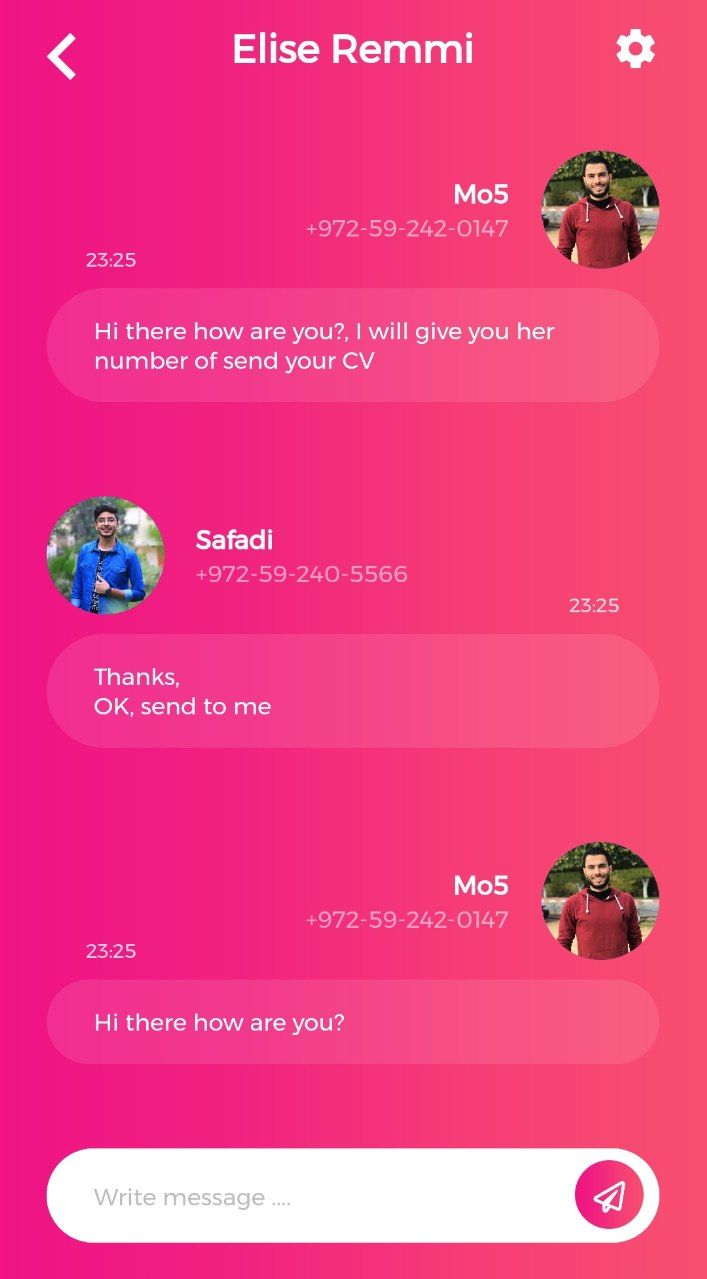 Elise Remmi
Mo5
+972-59-242-0147
23:25
Hi there how are you?, I will give you her
number of send your CV
Safadi
+972-59-240-5566
23:25
Thanks,
OK, send to me
Mo5
+972-59-242-0147
23:25
Hi there how are you?
Write message ....